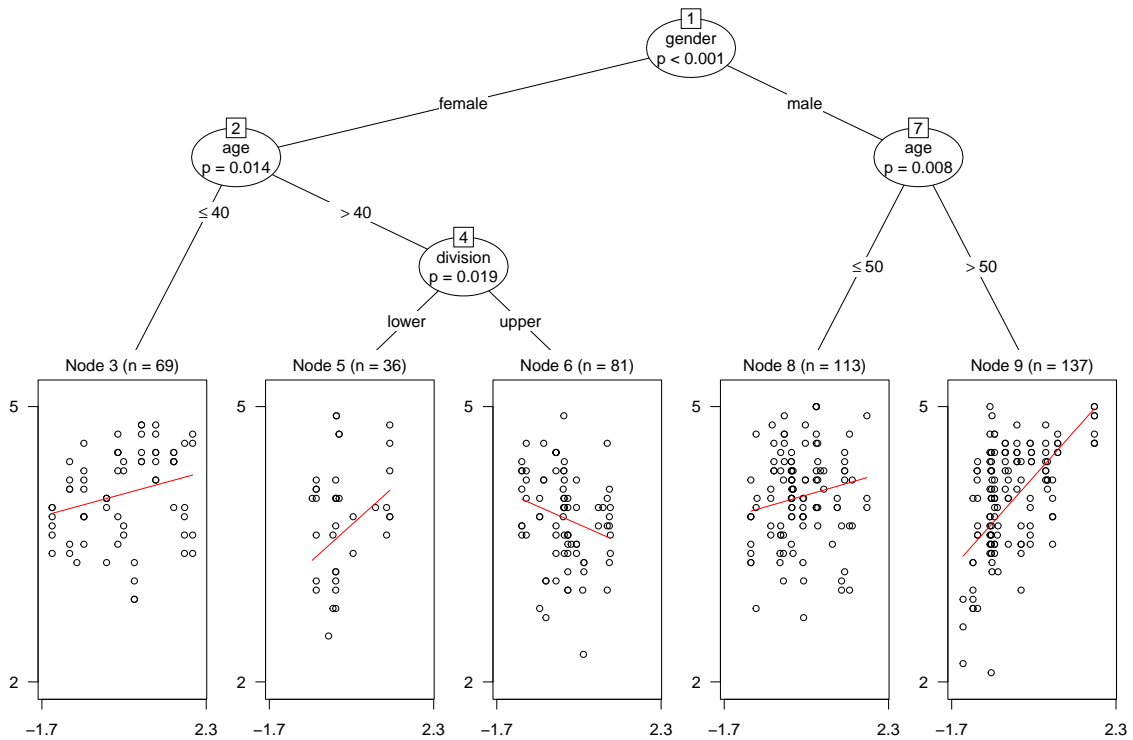 1
gender
p < 0.001
female
male
2
age
p = 0.014
7
age
p = 0.008
≤ 40
> 40
4
division
p = 0.019
≤ 50
> 50
lower
upper
Node 3 (n = 69)
Node 5 (n = 36)
Node 6 (n = 81)
Node 8 (n = 113)
Node 9 (n = 137)
5
5
5
5
5
2
2
2
2
2
−1.7
2.3
−1.7
2.3
−1.7
2.3
−1.7
2.3
−1.7
2.3